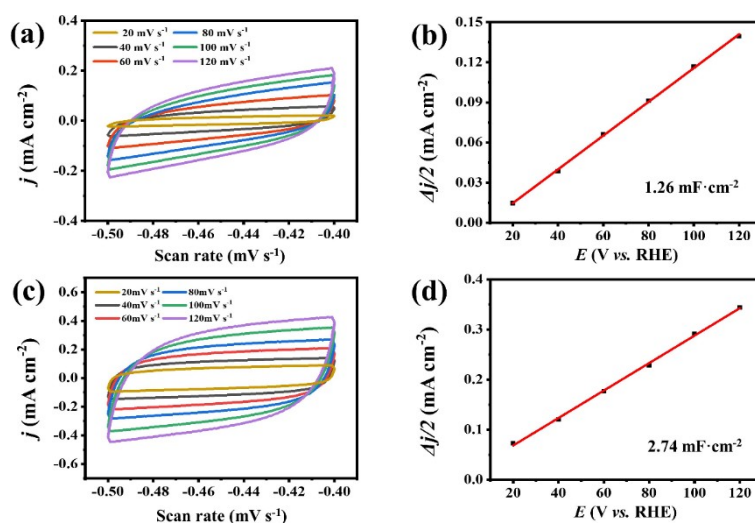 (a)
20 mV s⁻¹ 80 mV s⁻¹
40 mV s⁻¹ 100 mV s⁻¹
60 mV s⁻¹ 120 mV s⁻¹
j (mA cm⁻²)
0.4
0.2
0.0
-0.2
-0.4
-0.50 -0.48 -0.46 -0.44 -0.42 -0.40
Scan rate (mV s⁻¹)
(b)
Δj/2 (mA cm⁻²)
0.15
0.12
0.09
0.06
0.03
0.00
1.26 mF·cm⁻²
20 40 60 80 100 120
E (V vs. RHE)
(c)
20mV s⁻¹ 80mV s⁻¹
40mV s⁻¹ 100mV s⁻¹
60mV s⁻¹ 120mV s⁻¹
j (mA cm⁻²)
0.6
0.4
0.2
0.0
-0.2
-0.4
-0.6
-0.50 -0.48 -0.46 -0.44 -0.42 -0.40
Scan rate (mV s⁻¹)
(d)
Δj/2 (mA cm⁻²)
0.4
0.3
0.2
0.1
0.0
2.74 mF·cm⁻²
20 40 60 80 100 120
E (V vs. RHE)